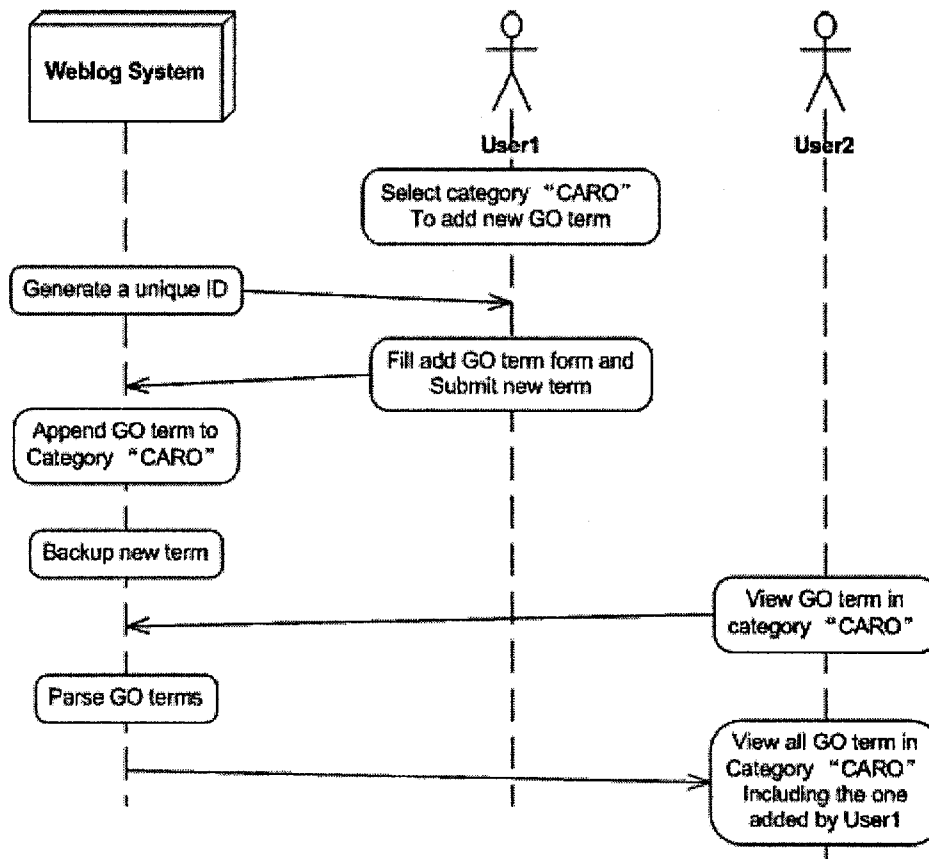 Weblog System
User1
User2
Select category “CARO”
To add new GO term
Generate a unique ID
Fill add GO term form and
Submit new term
Append GO term to
Category “CARO”
Backup new term
View GO term in
category “CARO”
Parse GO terms
View all GO term in
Category “CARO”
Including the one
added by User1